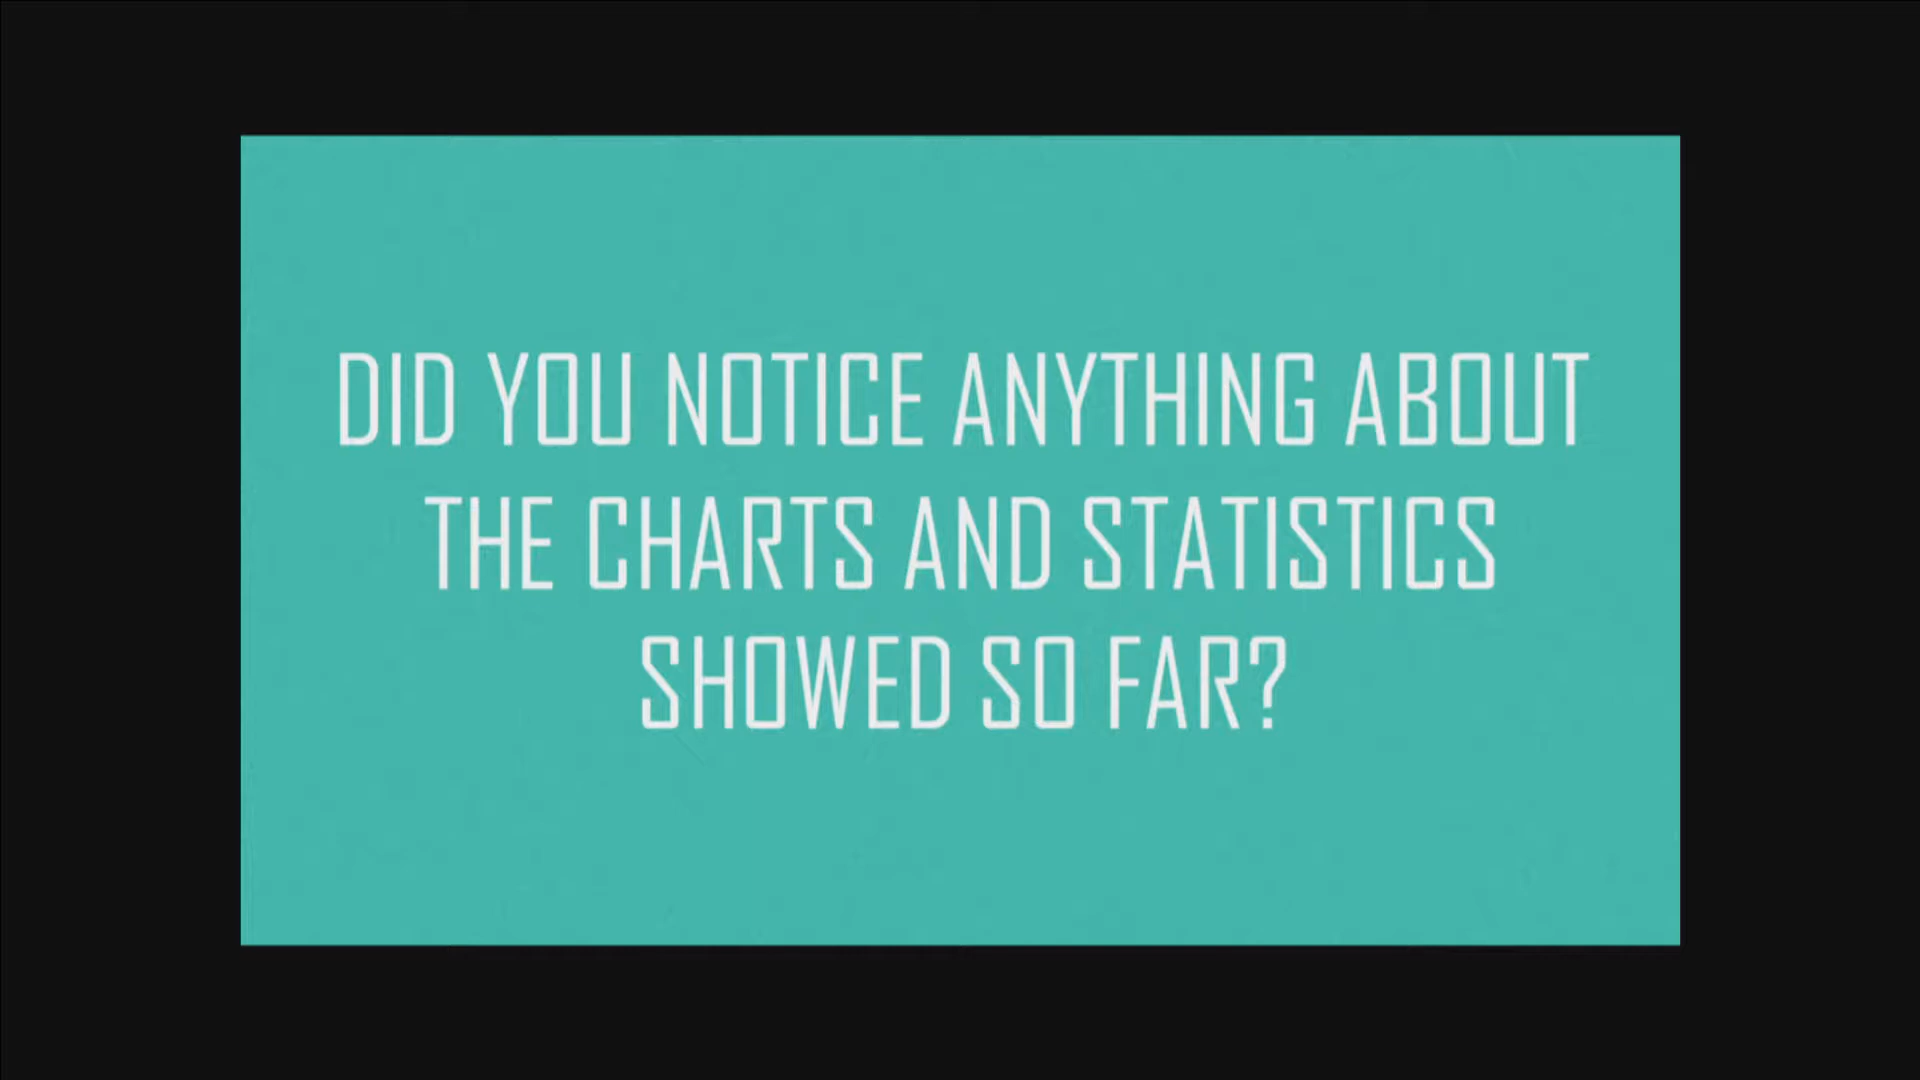 DID YOU NOTICE ANYTHING ABOUT
THE CHARTS AND STATISTICS
SHOWED SO FAR?